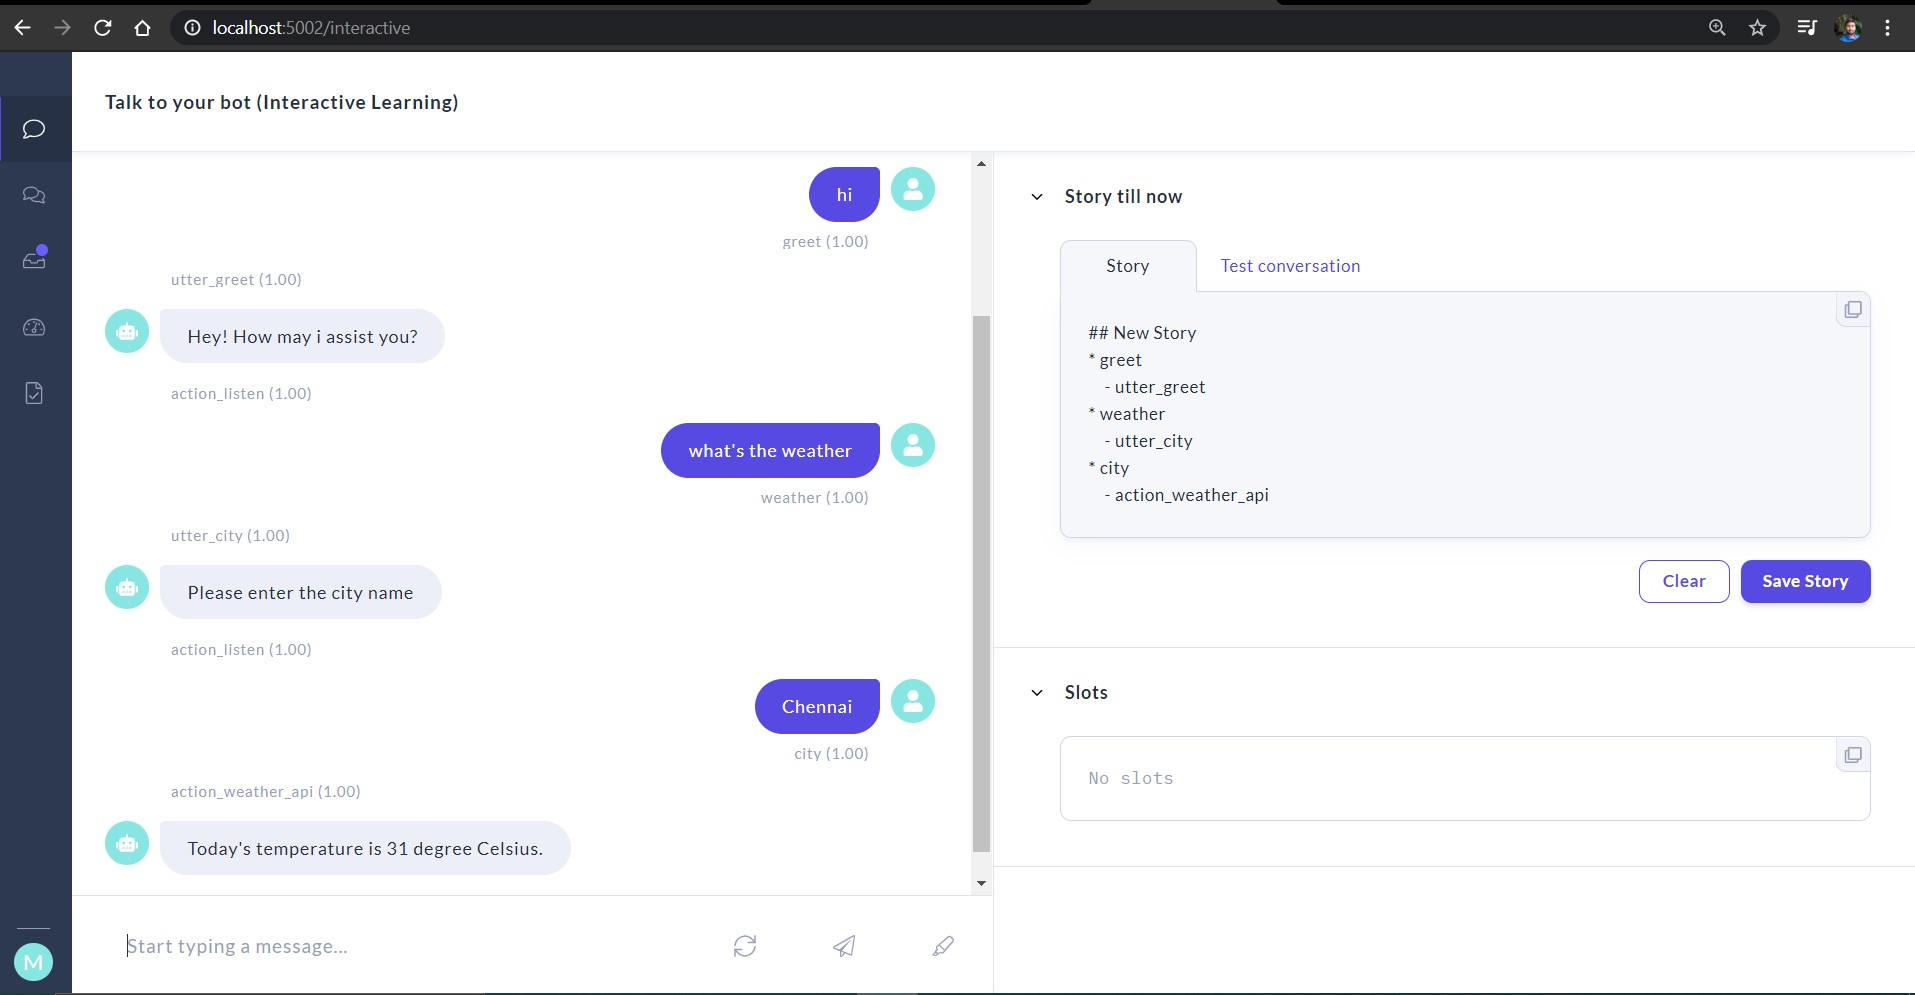 localhost:5002/interactive
Talk to your bot (Interactive Learning)
hi
greet (1.00)
utter_greet (1.00)
Hey! How may i assist you?
action_listen (1.00)
what's the weather
weather (1.00)
utter_city (1.00)
Please enter the city name
action_listen (1.00)
Chennai
city (1.00)
action_weather_api (1.00)
Today's temperature is 31 degree Celsius.
Start typing a message...
M
Story till now
Story
Test conversation
## New Story
* greet
- utter_greet
* weather
- utter_city
* city
- action_weather_api
Clear
Save Story
Slots
No slots